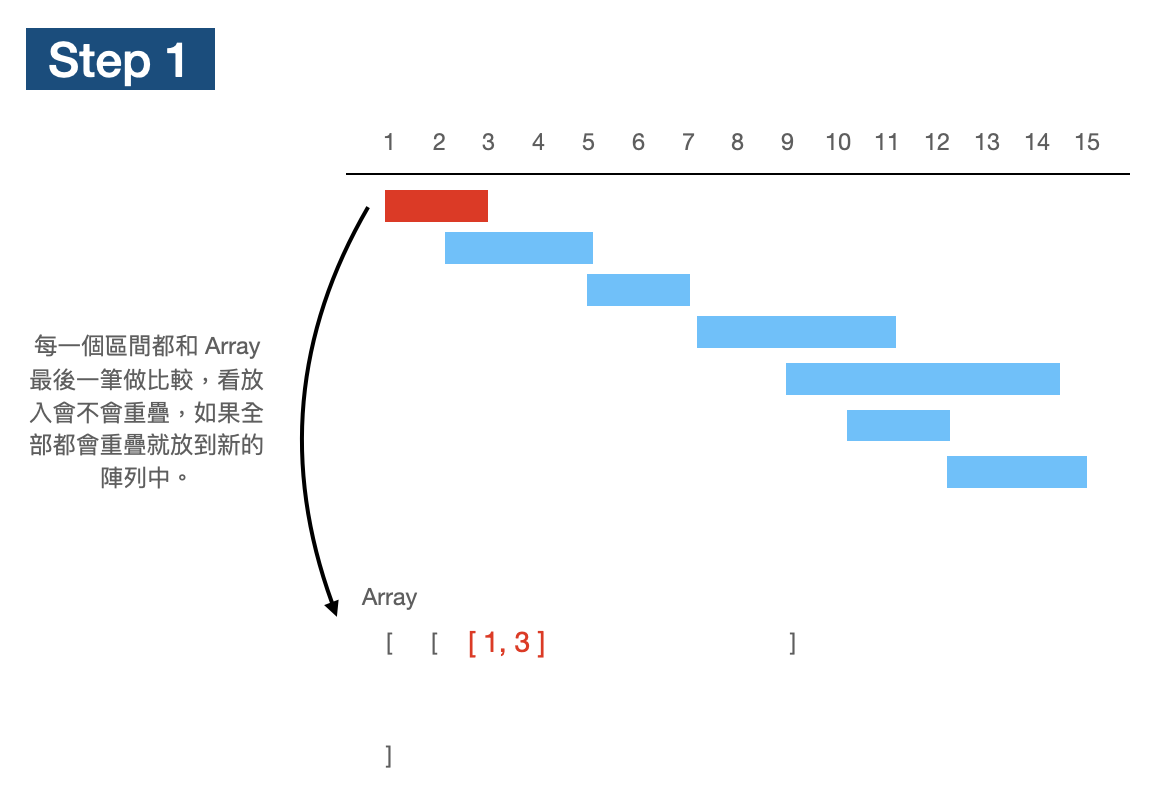 Step 1
1 2 3 4 5 6 7 8 9 10 11 12 13 14 15
每一個區間都和 Array
最後一筆做比較，看放
入會不會重疊，如果全
部都會重疊就放到新的
陣列中。
Array
[ [ [ 1, 3 ] ]
]